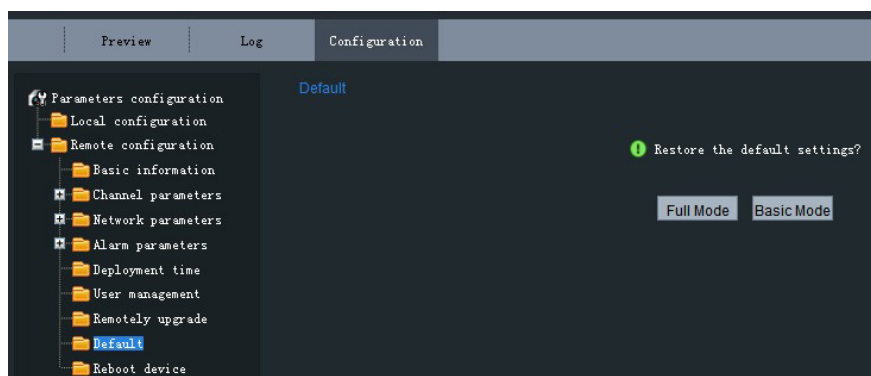 Preview Log Configuration
Parameters configuration
Local configuration
Remote configuration
Basic information
Channel parameters
Network parameters
Alarm parameters
Deployment time
User management
Remotely upgrade
Default
Reboot device
Default
Restore the default settings?
Full Mode Basic Mode